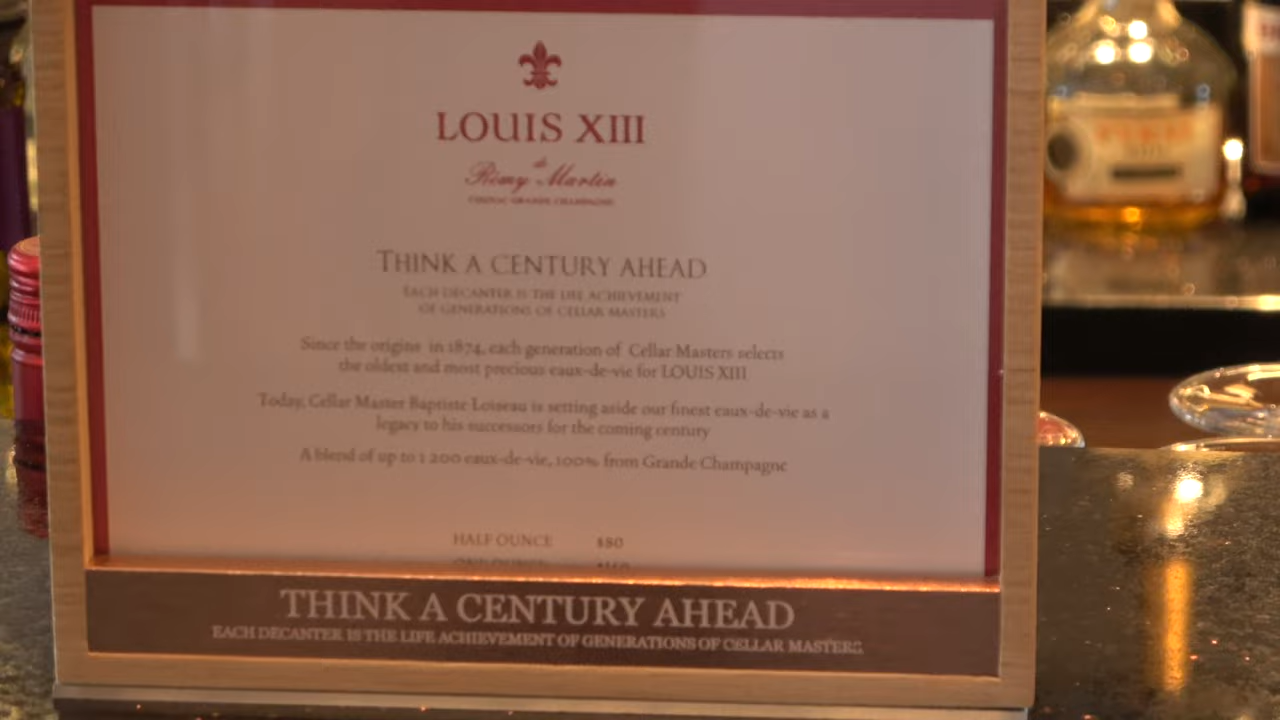 LOUIS XIII
de
Rémy Martin
COGNAC GRANDE CHAMPAGNE
THINK A CENTURY AHEAD
EACH DECANTER IS THE LIFE ACHIEVEMENT
OF GENERATIONS OF CELLAR MASTERS
Since the origins in 1874, each generation of Cellar Masters selects
the oldest and most precious eaux-de-vie for LOUIS XIII
Today, Cellar Master Baptiste Loiseau is setting aside our finest eaux-de-vie as a
legacy to his successors for the coming century
A blend of up to 1 200 eaux-de-vie, 100% from Grande Champagne
HALF OUNCE $80
THINK A CENTURY AHEAD
EACH DECANTER IS THE LIFE ACHIEVEMENT OF GENERATIONS OF CELLAR MASTERS.